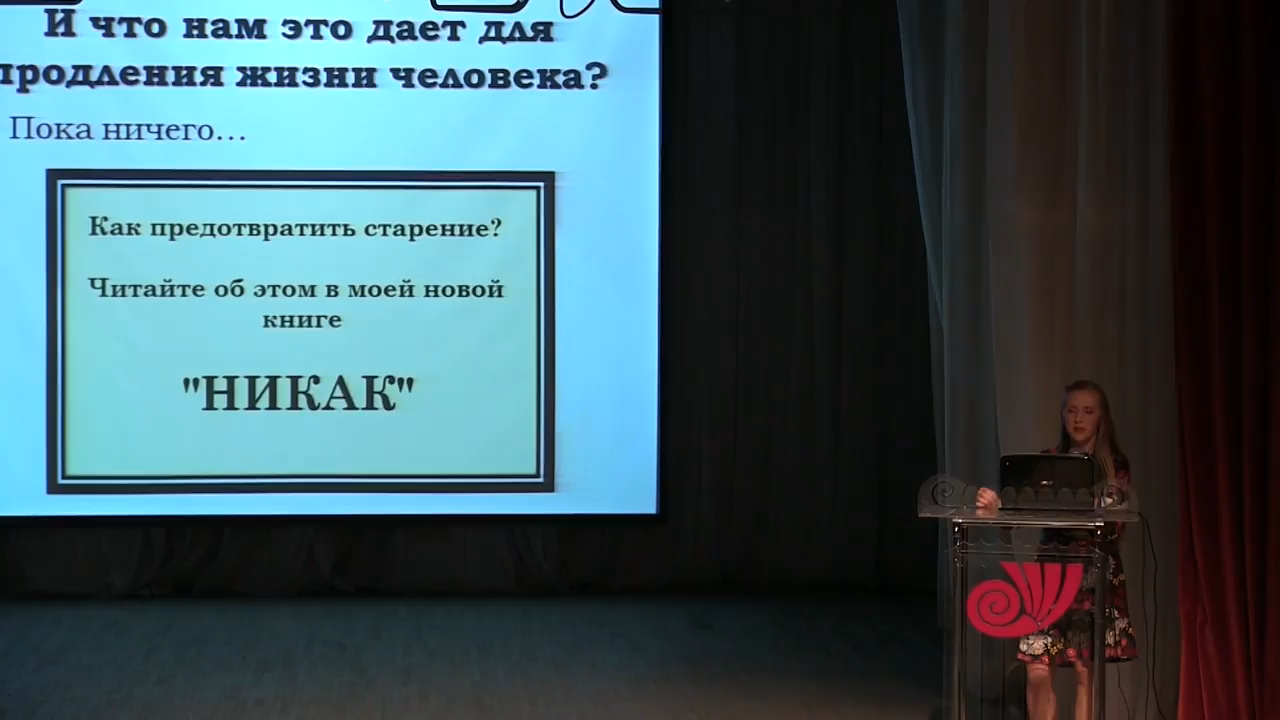 И что нам это дает для
продления жизни человека?
Пока ничего...
Как предотвратить старение?
Читайте об этом в моей новой
книге
"НИКАК"